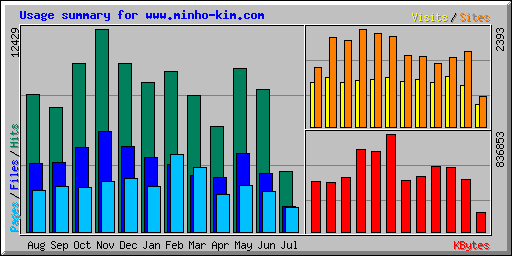 Usage summary for www.minho-kim.com
Visits/Sites
12429
2393
Pages/Files/Hits
836853
Aug Sep Oct Nov Dec Jan Feb Mar Apr May Jun Jul
KBytes